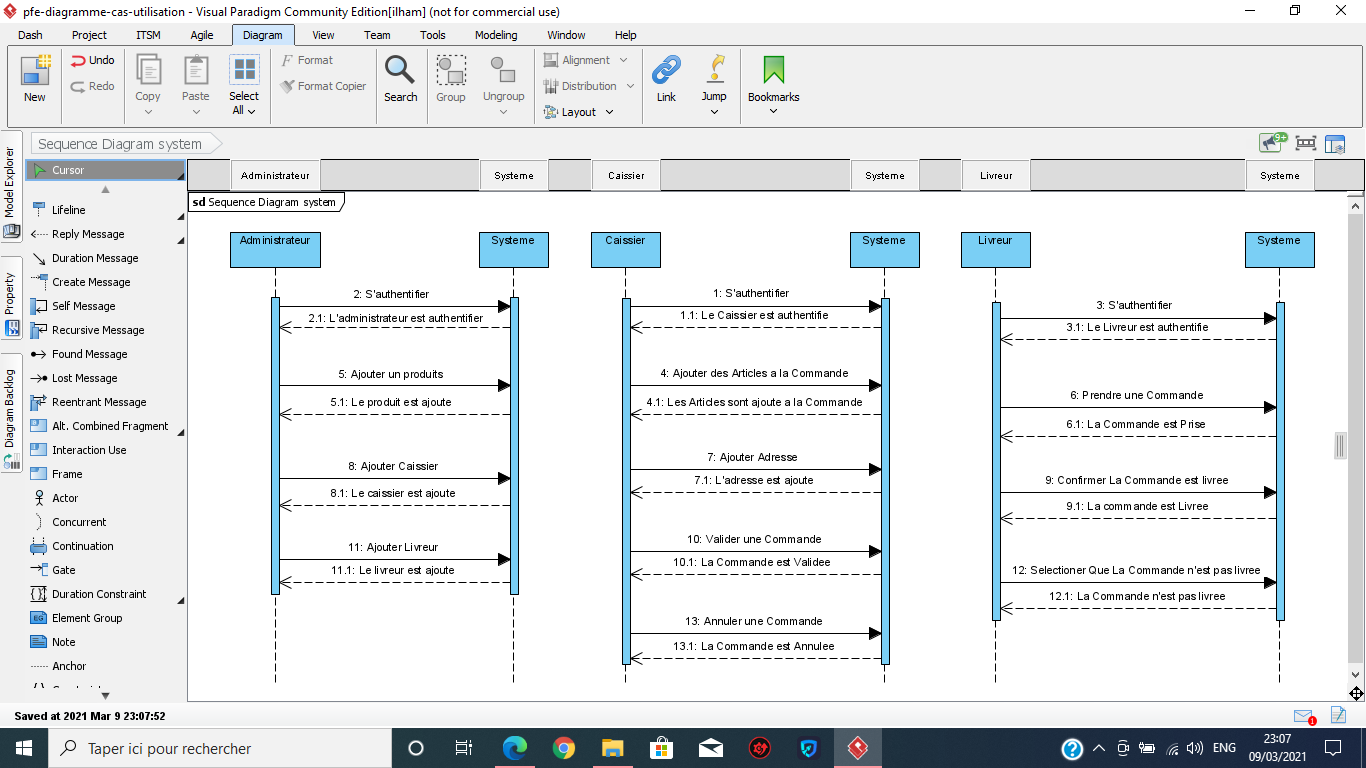 pfe-diagramme-cas-utilisation - Visual Paradigm Community Edition[ilham] (not for commercial use)
Dash Project ITSM Agile Diagram View Team Tools Modeling Window Help
New
Undo
Redo
Copy
Paste
Select All
Format
Format Copier
Search
Group
Ungroup
Alignment
Distribution
Layout
Link
Jump
Bookmarks
Sequence Diagram system
9+
Model Explorer
Property
Diagram Backlog
Cursor
Lifeline
Reply Message
Duration Message
Create Message
Self Message
Recursive Message
Found Message
Lost Message
Reentrant Message
Alt. Combined Fragment
Interaction Use
Frame
Actor
Concurrent
Continuation
Gate
Duration Constraint
Element Group
Note
Anchor
Administrateur Systeme Caissier Systeme Livreur Systeme
sd Sequence Diagram system
Administrateur Systeme
2: S'authentifier
2.1: L'administrateur est authentifier
5: Ajouter un produits
5.1: Le produit est ajoute
8: Ajouter Caissier
8.1: Le caissier est ajoute
11: Ajouter Livreur
11.1: Le livreur est ajoute
Caissier Systeme
1: S'authentifier
1.1: Le Caissier est authentifie
4: Ajouter des Articles a la Commande
4.1: Les Articles sont ajoute a la Commande
7: Ajouter Adresse
7.1: L'adresse est ajoute
10: Valider une Commande
10.1: La Commande est Validee
13: Annuler une Commande
13.1: La Commande est Annulee
Livreur Systeme
3: S'authentifier
3.1: Le Livreur est authentifie
6: Prendre une Commande
6.1: La Commande est Prise
9: Confirmer La Commande est livree
9.1: La commande est Livree
12: Selectioner Que La Commande n'est pas livree
12.1: La Commande n'est pas livree
Saved at 2021 Mar 9 23:07:52
1
Taper ici pour rechercher
ENG
23:07
09/03/2021